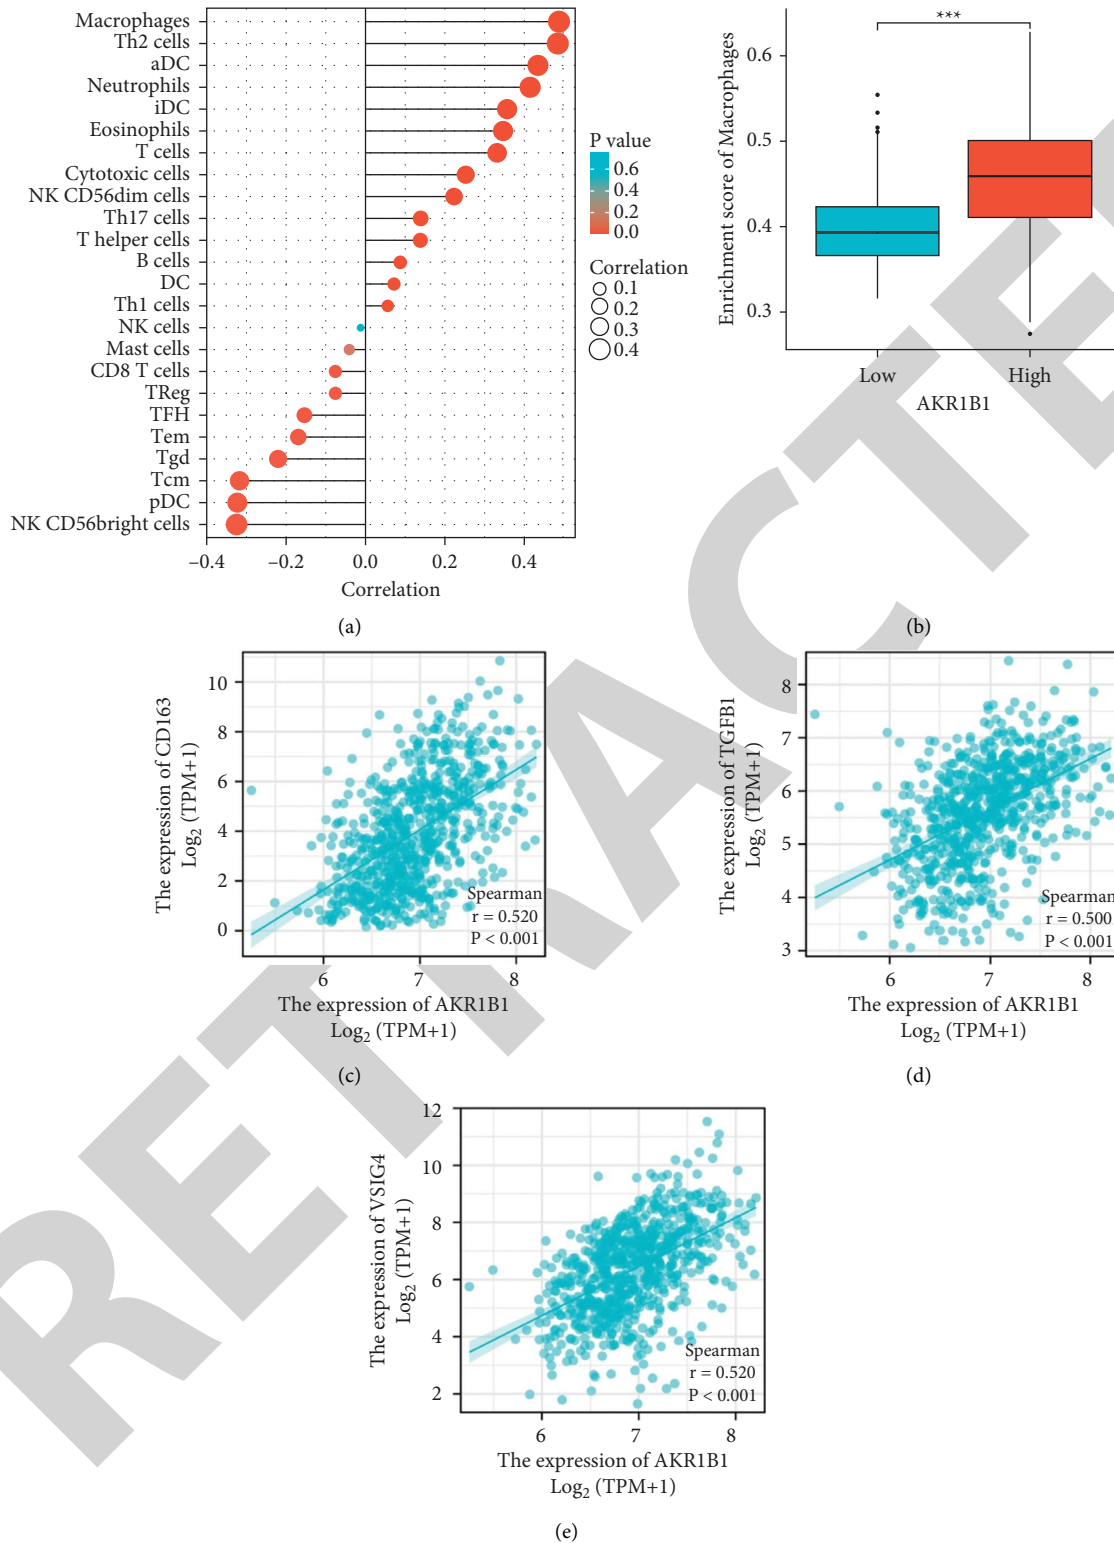 Macrophages
Th2 cells
aDC
Neutrophils
iDC
Eosinophils
T cells
Cytotoxic cells
NK CD56dim cells
Th17 cells
T helper cells
B cells
DC
Th1 cells
NK cells
Mast cells
CD8 T cells
TReg
TFH
Tem
Tgd
Tcm
pDC
NK CD56bright cells
–0.4 –0.2 0.0 0.2 0.4
Correlation
P value
0.6
0.4
0.2
0.0
Correlation
0.1
0.2
0.3
0.4
(a)
***
Enrichment score of Macrophages
0.6
0.5
0.4
0.3
Low High
AKR1B1
(b)
The expression of CD163
Log2 (TPM+1)
10
8
6
4
2
0
Spearman
r = 0.520
P < 0.001
6 7 8
The expression of AKR1B1
Log2 (TPM+1)
(c)
The expression of TGFB1
Log2 (TPM+1)
8
7
6
5
4
3
Spearman
r = 0.500
P < 0.001
6 7 8
The expression of AKR1B1
Log2 (TPM+1)
(d)
The expression of VSIG4
Log2 (TPM+1)
12
10
8
6
4
2
Spearman
r = 0.520
P < 0.001
6 7 8
The expression of AKR1B1
Log2 (TPM+1)
(e)
RETRACTE